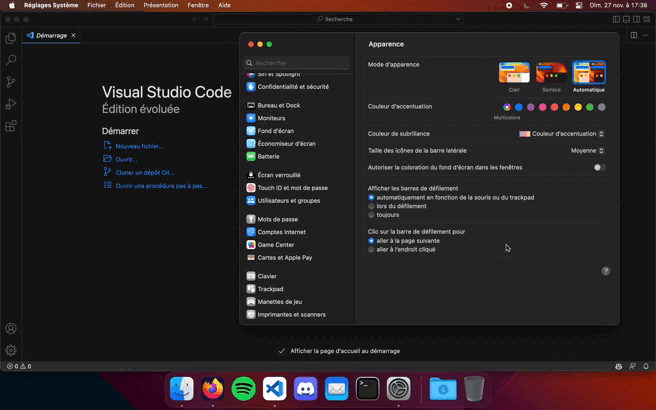 Réglages Système Fichier Édition Présentation Fenêtre Aide
Dim. 27 nov. à 17:38
Recherche
Démarrage
Visual Studio Code
Édition évoluée
Démarrer
Nouveau fichier...
Ouvrir...
Cloner un dépôt Git...
Ouvrir une procédure pas à pas...
Afficher la page d'accueil au démarrage
0 0
Rechercher
Siri et Spotlight
Confidentialité et sécurité
Bureau et Dock
Moniteurs
Fond d'écran
Économiseur d'écran
Batterie
Écran verrouillé
Touch ID et mot de passe
Utilisateurs et groupes
Mots de passe
Comptes Internet
Game Center
Cartes et Apple Pay
Clavier
Trackpad
Manettes de jeu
Imprimantes et scanners
Apparence
Mode d'apparence
Clair Sombre Automatique
Couleur d'accentuation
Multicolore
Couleur de surbrillance Couleur d'accentuation
Taille des icônes de la barre latérale Moyenne
Autoriser la coloration du fond d'écran dans les fenêtres
Afficher les barres de défilement
automatiquement en fonction de la souris ou du trackpad
lors du défilement
toujours
Clic sur la barre de défilement pour
aller à la page suivante
aller à l'endroit cliqué
?